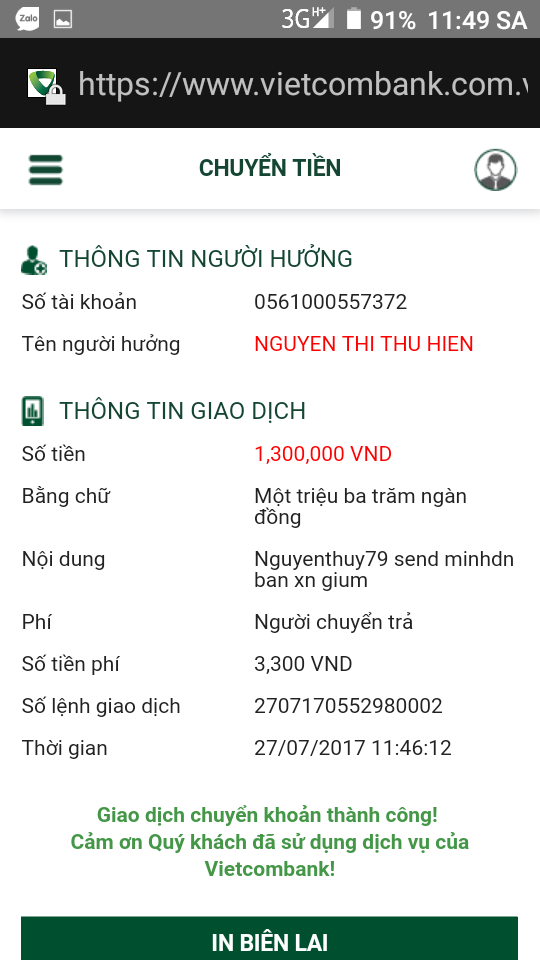 Zalo 3G H+ 91% 11:49 SA
https://www.vietcombank.com.v
CHUYỂN TIỀN
THÔNG TIN NGƯỜI HƯỞNG
Số tài khoản 0561000557372
Tên người hưởng NGUYEN THI THU HIEN
THÔNG TIN GIAO DỊCH
Số tiền 1,300,000 VND
Bằng chữ Một triệu ba trăm ngàn
đồng
Nội dung Nguyenthuy79 send minhdn
ban xn gium
Phí Người chuyển trả
Số tiền phí 3,300 VND
Số lệnh giao dịch 2707170552980002
Thời gian 27/07/2017 11:46:12
Giao dịch chuyển khoản thành công!
Cảm ơn Quý khách đã sử dụng dịch vụ của
Vietcombank!
IN BIÊN LAI